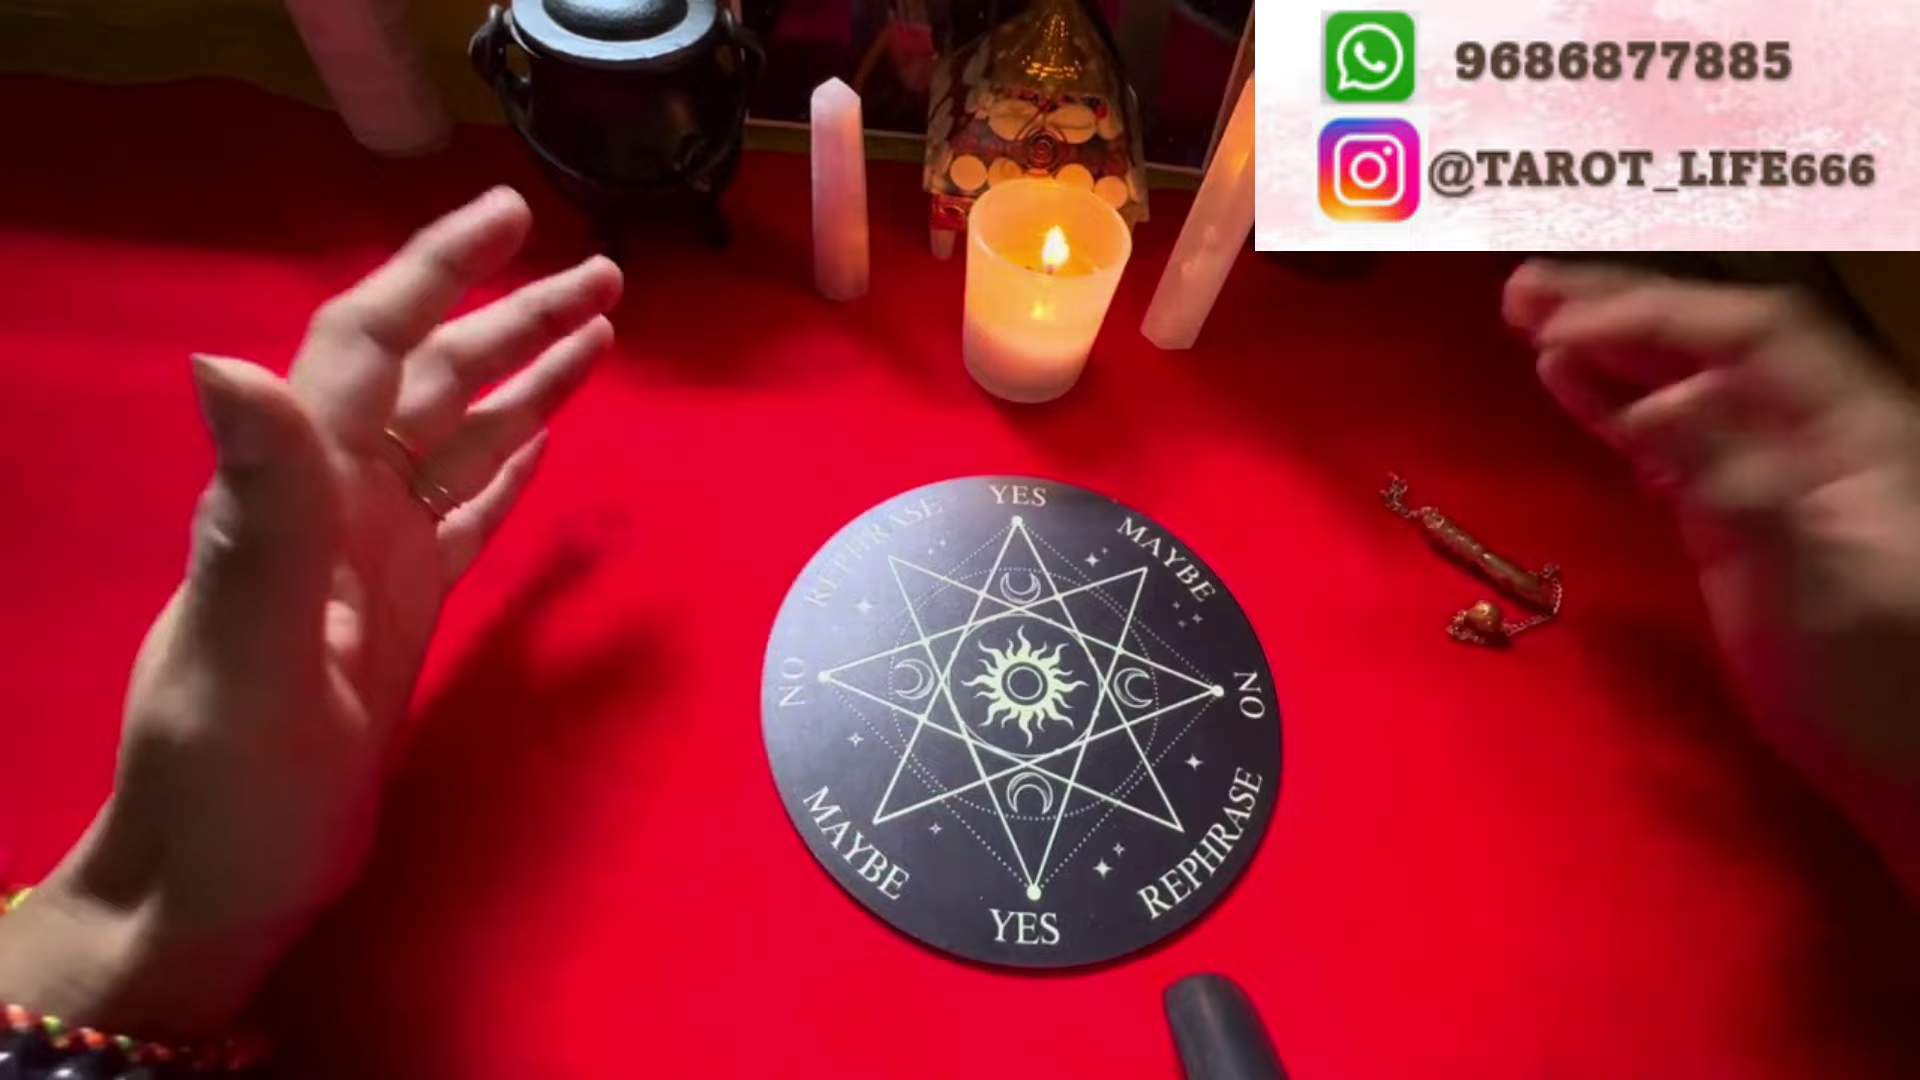 9686877885
@TAROT_LIFE666
YES
REPHRASE
MAYBE
NO
NO
MAYBE
REPHRASE
YES